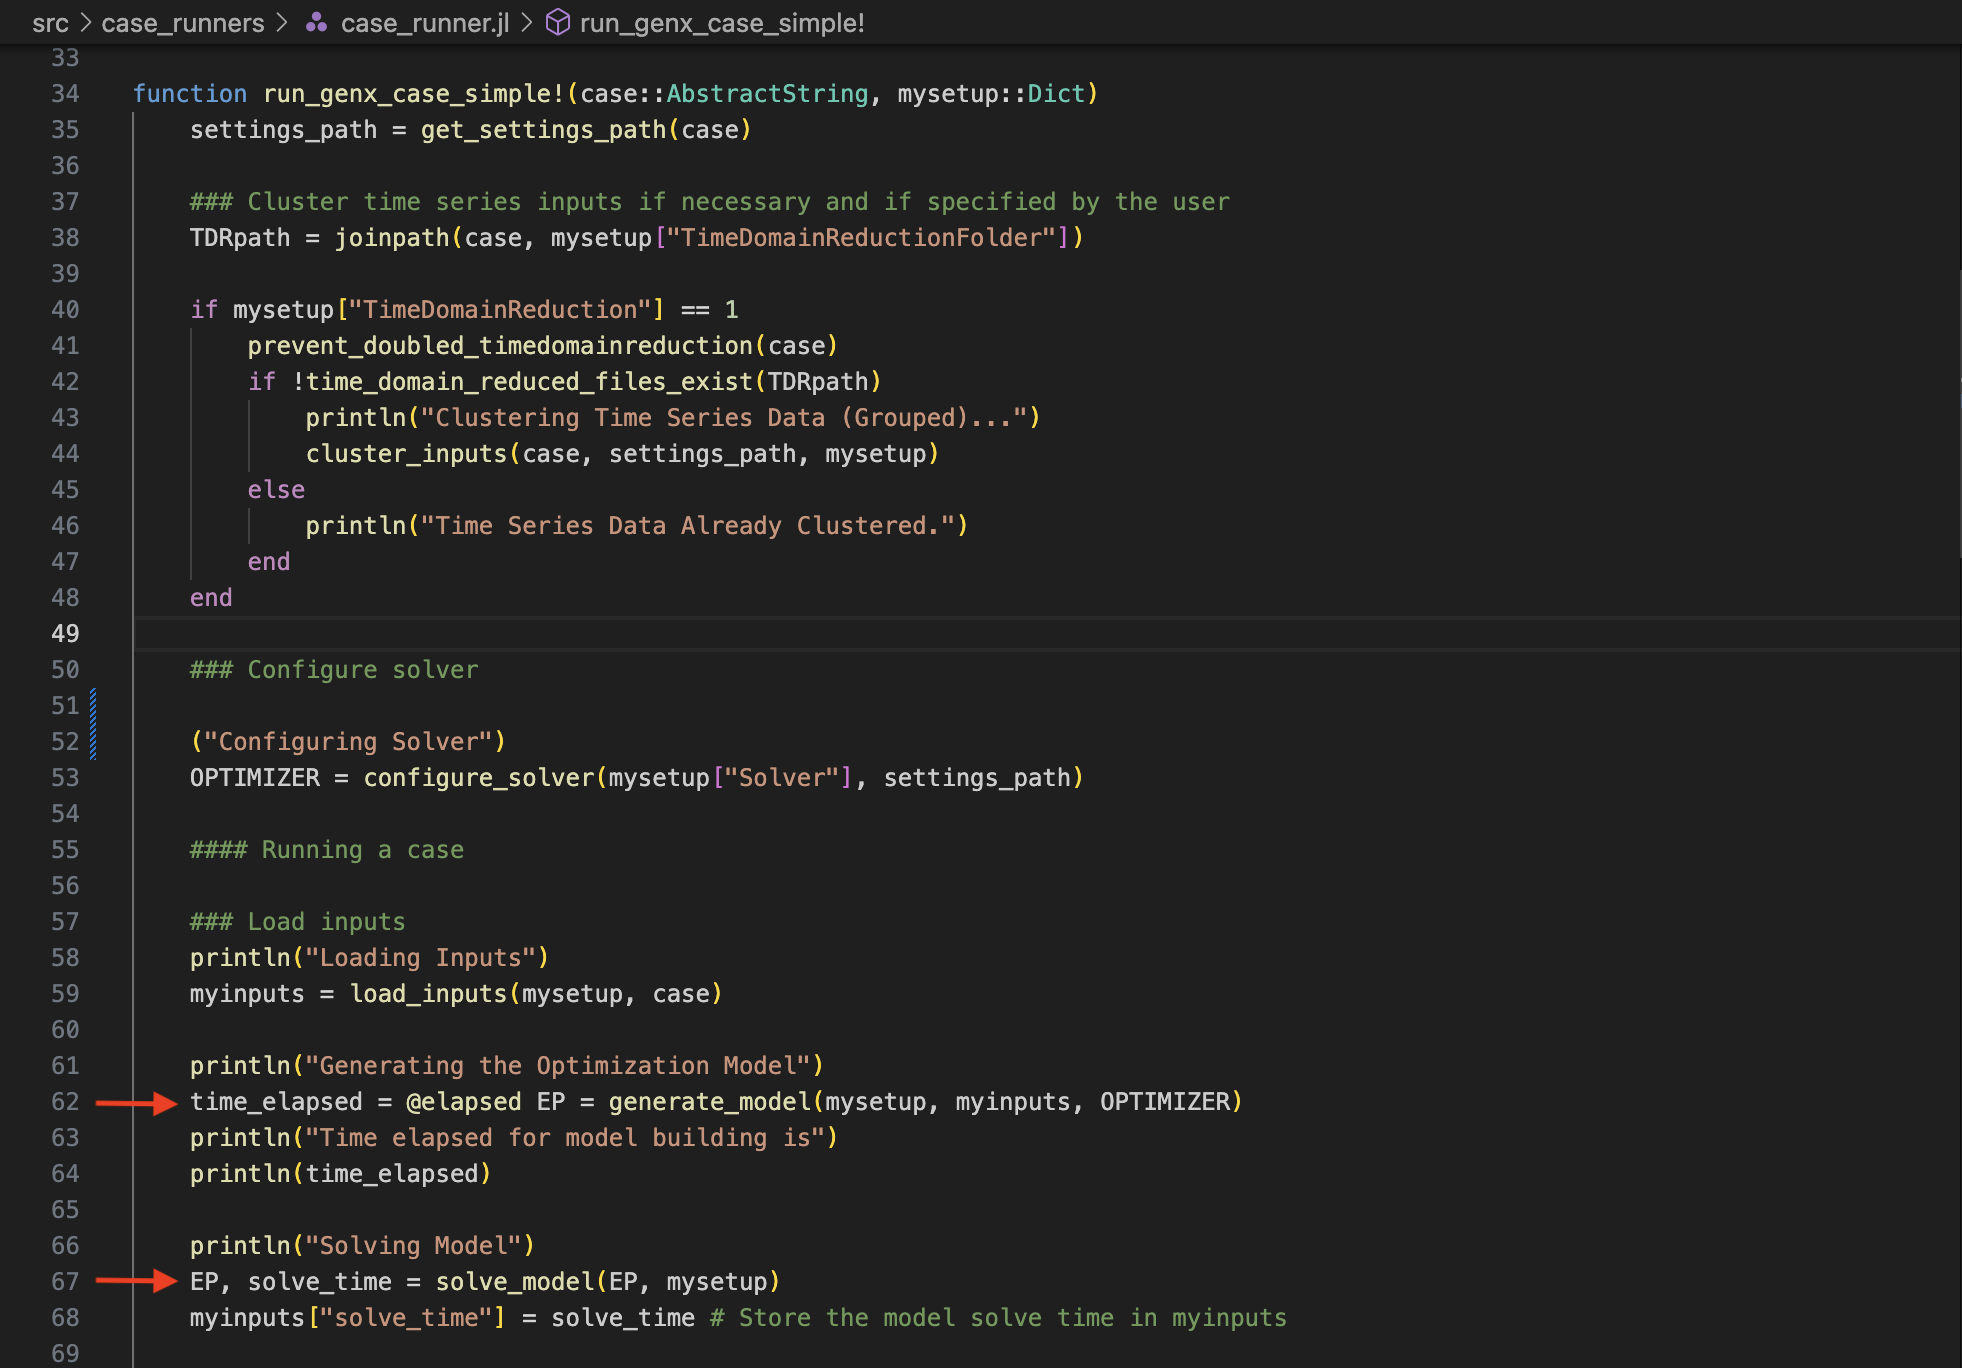 src > case_runners > case_runner.jl > run_genx_case_simple!
33
34 function run_genx_case_simple!(case::AbstractString, mysetup::Dict)
35     settings_path = get_settings_path(case)
36
37     ### Cluster time series inputs if necessary and if specified by the user
38     TDRpath = joinpath(case, mysetup["TimeDomainReductionFolder"])
39
40     if mysetup["TimeDomainReduction"] == 1
41         prevent_doubled_timedomainreduction(case)
42         if !time_domain_reduced_files_exist(TDRpath)
43             println("Clustering Time Series Data (Grouped)...")
44             cluster_inputs(case, settings_path, mysetup)
45         else
46             println("Time Series Data Already Clustered.")
47         end
48     end
49
50     ### Configure solver
51
52     ("Configuring Solver")
53     OPTIMIZER = configure_solver(mysetup["Solver"], settings_path)
54
55     #### Running a case
56
57     ### Load inputs
58     println("Loading Inputs")
59     myinputs = load_inputs(mysetup, case)
60
61     println("Generating the Optimization Model")
62     time_elapsed = @elapsed EP = generate_model(mysetup, myinputs, OPTIMIZER)
63     println("Time elapsed for model building is")
64     println(time_elapsed)
65
66     println("Solving Model")
67     EP, solve_time = solve_model(EP, mysetup)
68     myinputs["solve_time"] = solve_time # Store the model solve time in myinputs
69